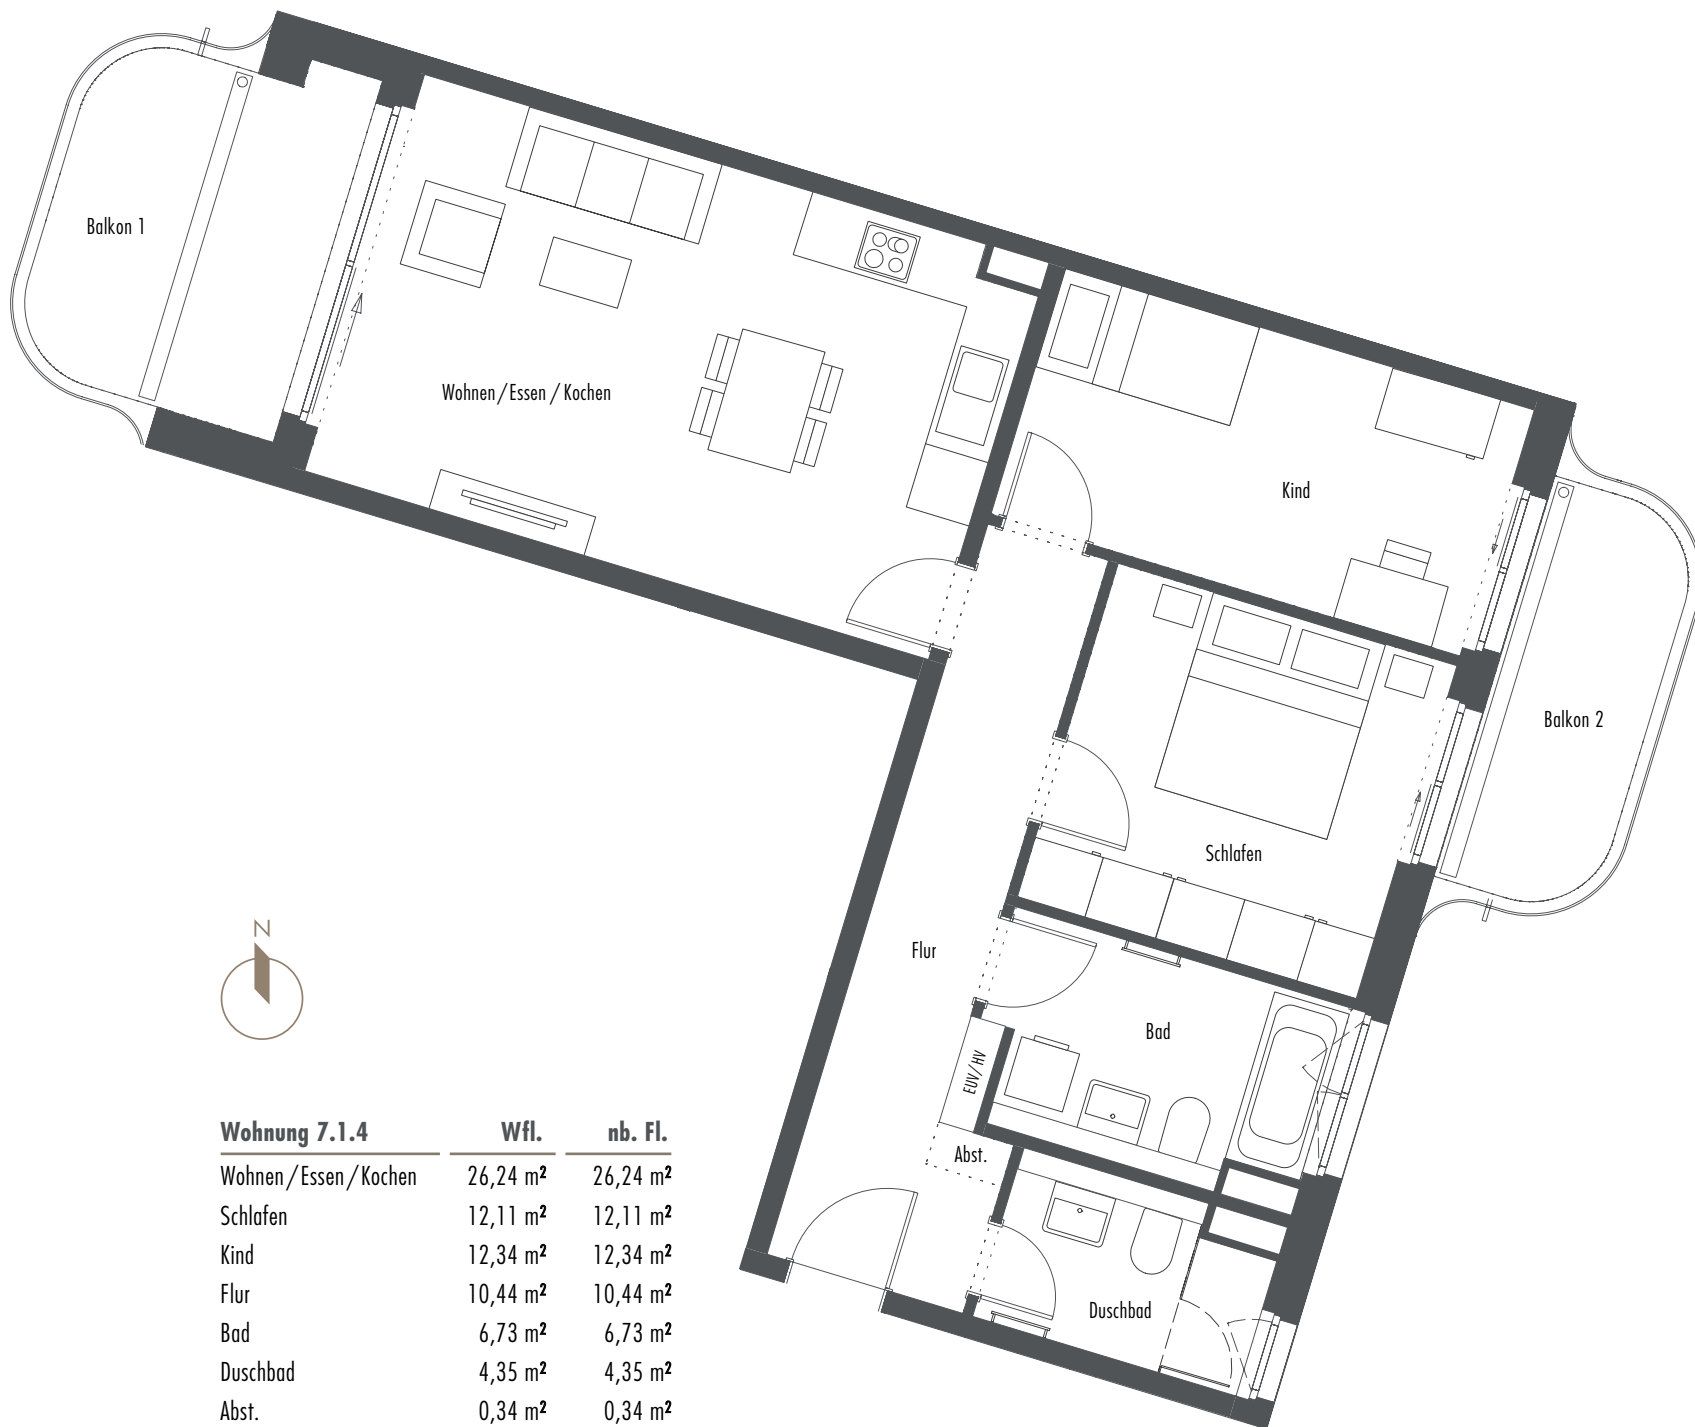 Balkon 1
Wohnen/Essen / Kochen
Kind
Balkon 2
Schlafen
Flur
N
Bad
EUV/HV
Abst.
Duschbad
Wohnung 7.1.4 Wfl. nb. Fl.
Wohnen/Essen/Kochen 26,24 m² 26,24 m²
Schlafen 12,11 m² 12,11 m²
Kind 12,34 m² 12,34 m²
Flur 10,44 m² 10,44 m²
Bad 6,73 m² 6,73 m²
Duschbad 4,35 m² 4,35 m²
Abst. 0,34 m² 0,34 m²